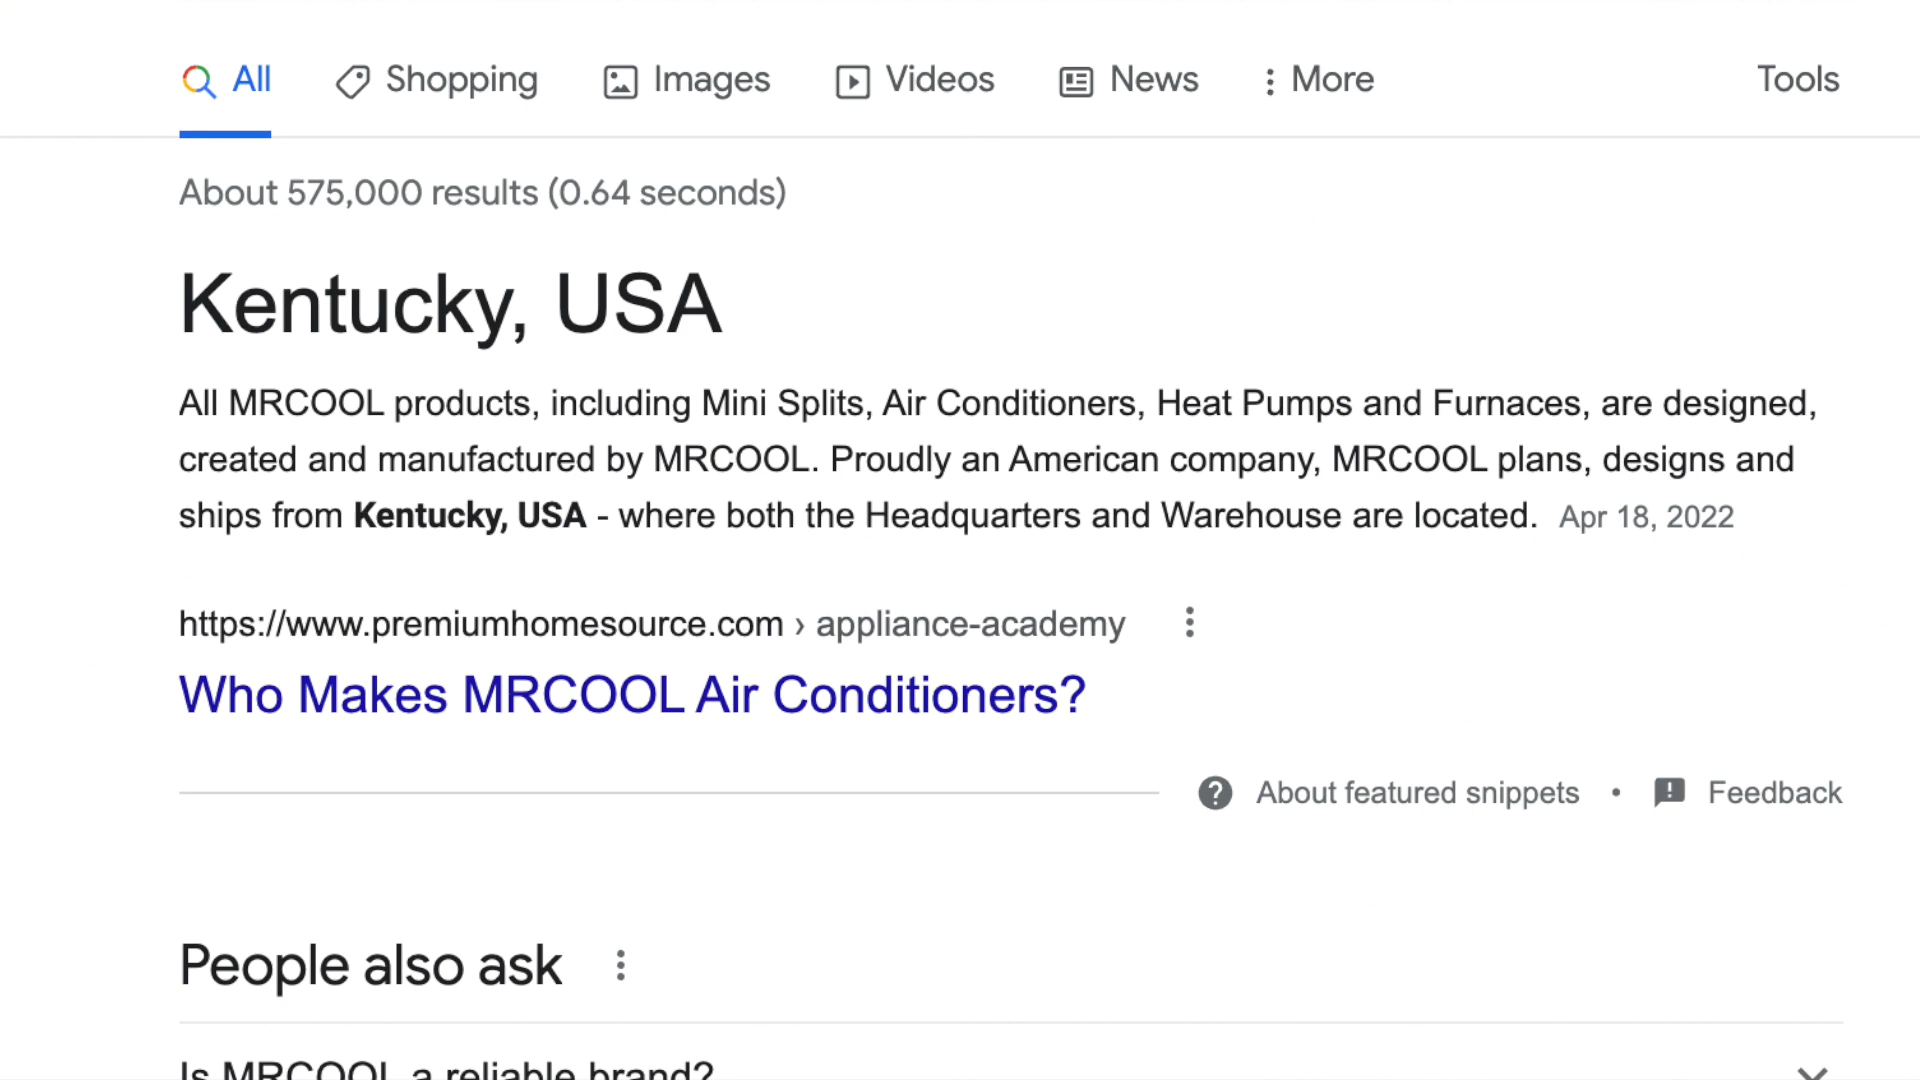 All Shopping Images Videos News More Tools
About 575,000 results (0.64 seconds)
Kentucky, USA
All MRCOOL products, including Mini Splits, Air Conditioners, Heat Pumps and Furnaces, are designed,
created and manufactured by MRCOOL. Proudly an American company, MRCOOL plans, designs and
ships from Kentucky, USA - where both the Headquarters and Warehouse are located. Apr 18, 2022
https://www.premiumhomesource.com › appliance-academy
Who Makes MRCOOL Air Conditioners?
About featured snippets • Feedback
People also ask
Is MRCOOL a reliable brand?